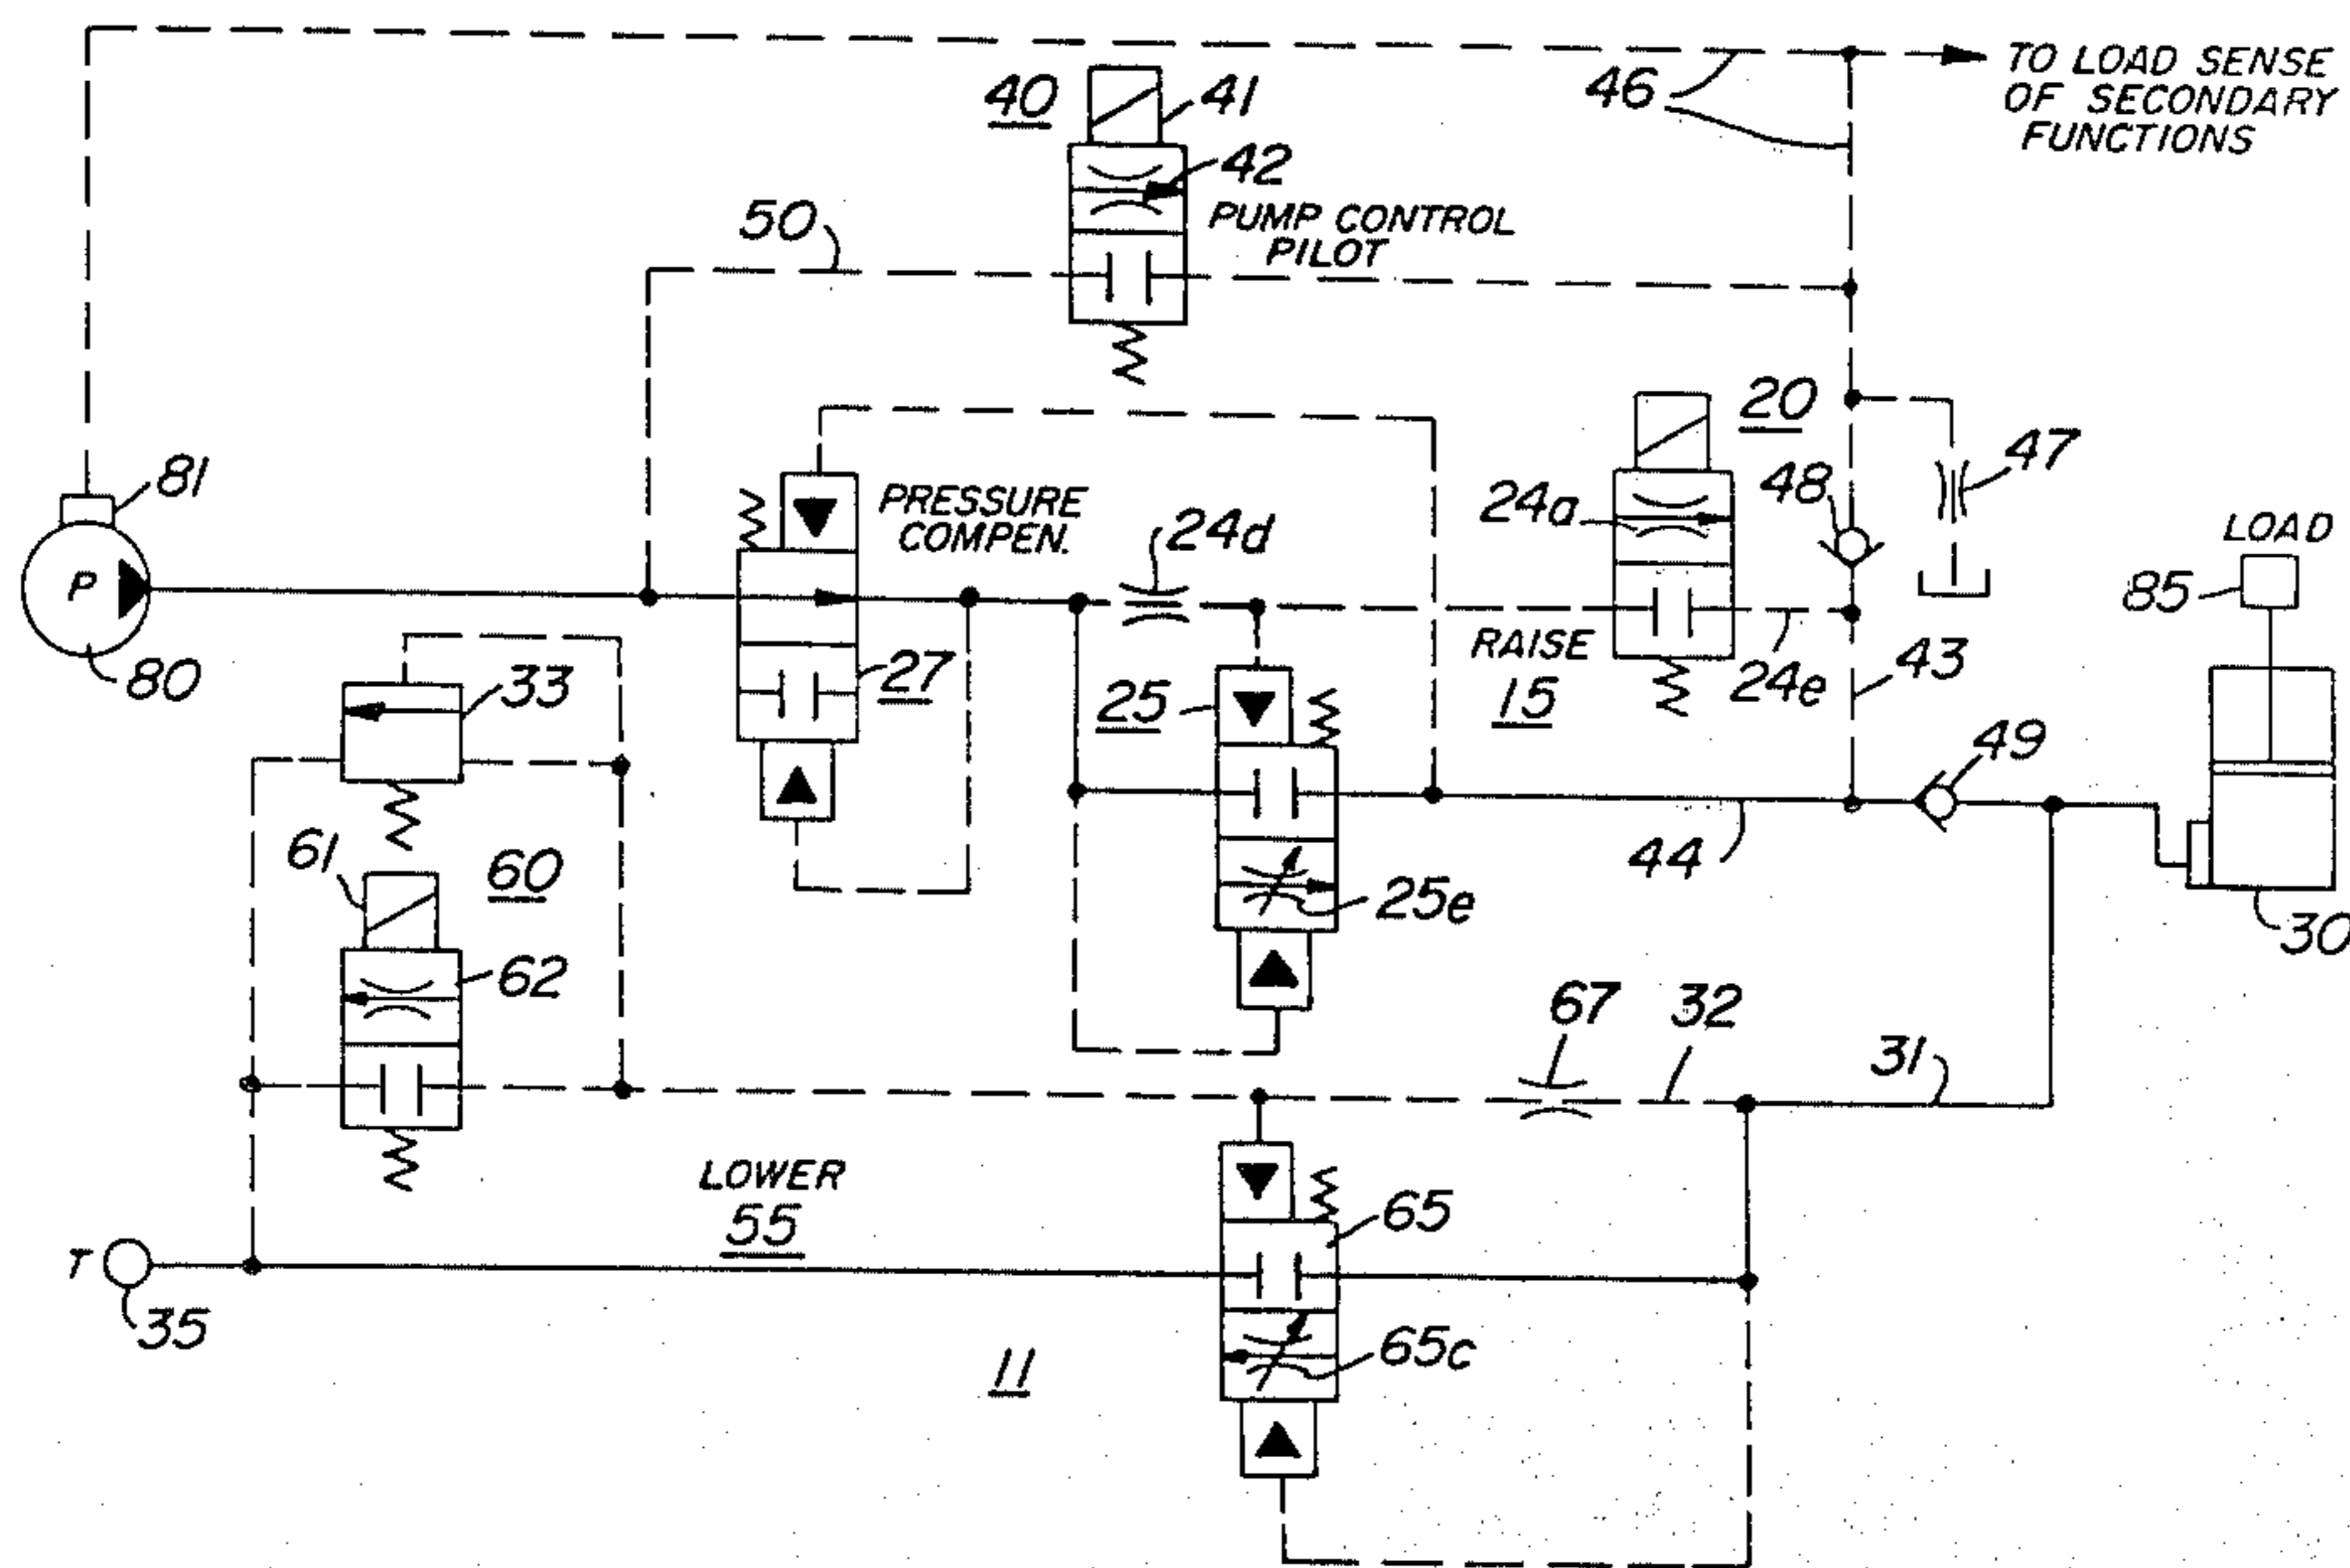 TO LOAD SENSE
OF SECONDARY
FUNCTIONS
46
40
41
42
50
PUMP CONTROL
PILOT
20
47
81
PRESSURE
COMPEN.
24d
24a
48
LOAD
85
P
80
33
27
25
RAISE
15
24e
43
49
61
60
44
25e
30
62
67
32
31
LOWER
55
65
T
35
11
65c